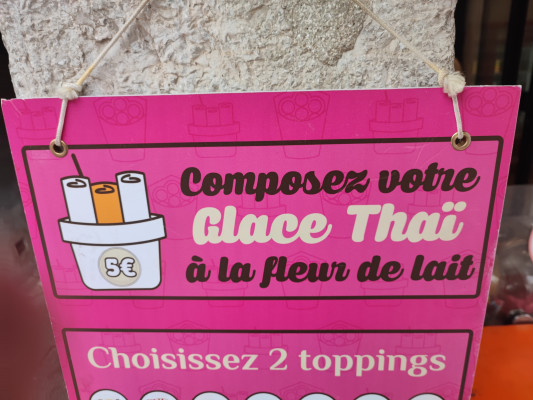 Composez votre
Glace Thaï
à la fleur de lait
5€
Choisissez 2 toppings